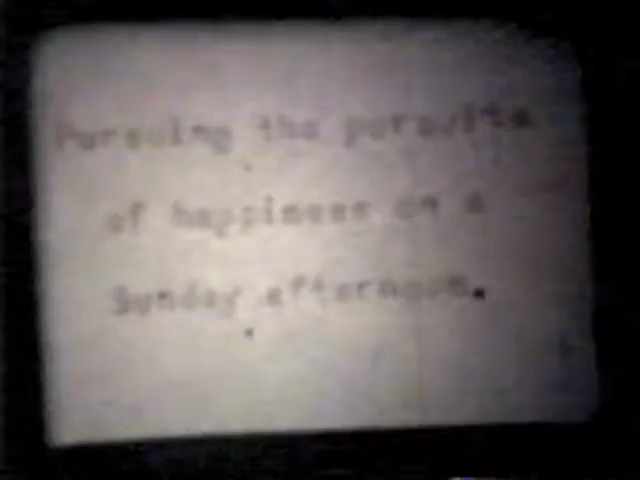 Pursuing the pursuits
of happiness on a
Sunday afternoon.